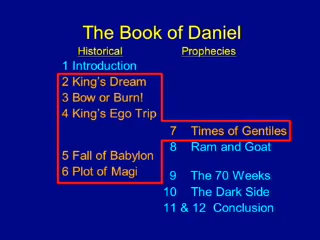 The Book of Daniel
Historical Prophecies
1 Introduction
2 King's Dream
3 Bow or Burn!
4 King's Ego Trip
7 Times of Gentiles
8 Ram and Goat
5 Fall of Babylon
6 Plot of Magi
9 The 70 Weeks
10 The Dark Side
11 & 12 Conclusion